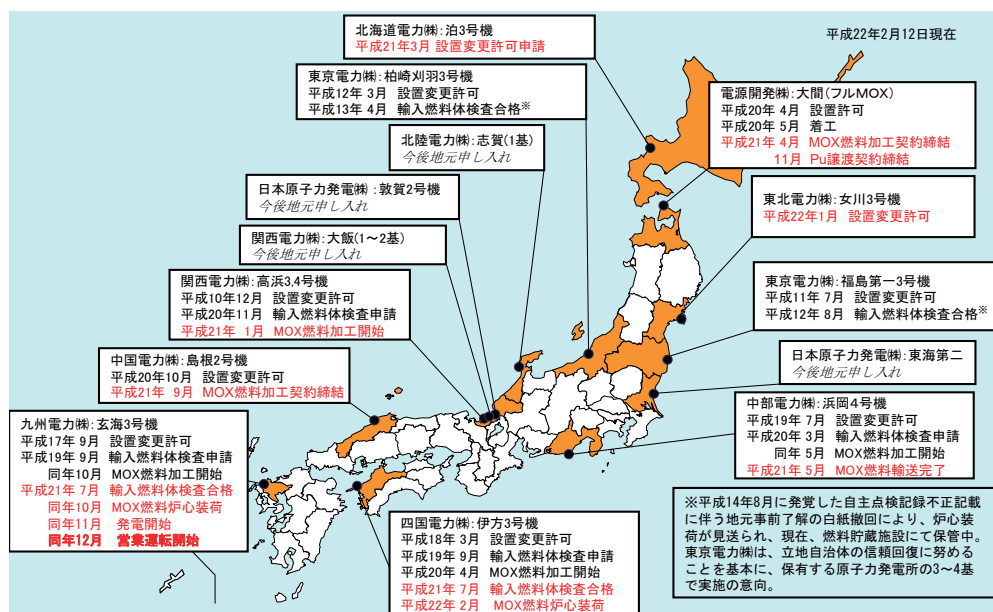 平成22年2月12日現在
北海道電力㈱:泊3号機
平成21年3月 設置変更許可申請
東京電力㈱:柏崎刈羽3号機
平成12年 3月 設置変更許可
平成13年 4月 輸入燃料体検査合格※
北陸電力㈱:志賀(1基)
今後地元申し入れ
日本原子力発電㈱:敦賀2号機
今後地元申し入れ
関西電力㈱:大飯(1~2基)
今後地元申し入れ
関西電力㈱:高浜3,4号機
平成10年12月 設置変更許可
平成20年11月 輸入燃料体検査申請
平成21年 1月 MOX燃料加工開始
中国電力㈱:島根2号機
平成20年10月 設置変更許可
平成21年 9月 MOX燃料加工契約締結
九州電力㈱:玄海3号機
平成17年 9月 設置変更許可
平成19年 9月 輸入燃料体検査申請
同年10月 MOX燃料加工開始
平成21年 7月 輸入燃料体検査合格
同年10月 MOX燃料炉心装荷
同年11月 発電開始
同年12月 営業運転開始
四国電力㈱:伊方3号機
平成18年 3月 設置変更許可
平成19年 9月 輸入燃料体検査申請
平成20年 4月 MOX燃料加工開始
平成21年 7月 輸入燃料体検査合格
平成22年 2月 MOX燃料炉心装荷
電源開発㈱:大間(フルMOX)
平成20年 4月 設置許可
平成20年 5月 着工
平成21年 4月 MOX燃料加工契約締結
11月 Pu譲渡契約締結
東北電力㈱:女川3号機
平成22年1月 設置変更許可
東京電力㈱:福島第一3号機
平成11年 7月 設置変更許可
平成12年 8月 輸入燃料体検査合格※
日本原子力発電㈱:東海第二
今後地元申し入れ
中部電力㈱:浜岡4号機
平成19年 7月 設置変更許可
平成20年 3月 輸入燃料体検査申請
同年 5月 MOX燃料加工開始
平成21年 5月 MOX燃料輸送完了
※平成14年8月に発覚した自主点検記録不正記載
に伴う地元事前了解の白紙撤回により、炉心装
荷が見送られ、現在、燃料貯蔵施設にて保管中。
東京電力㈱は、立地自治体の信頼回復に努める
ことを基本に、保有する原子力発電所の3~4基
で実施の意向。